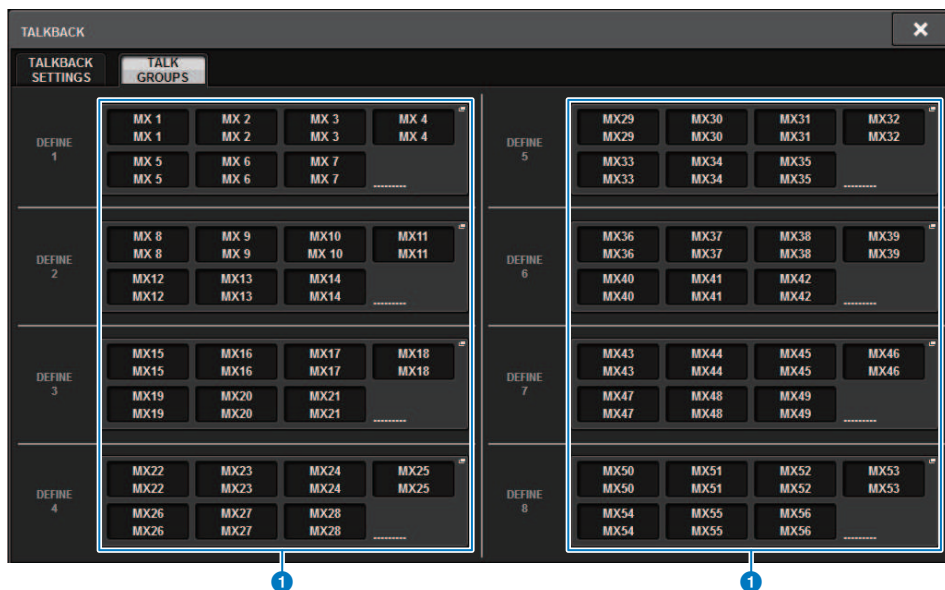 TALKBACK
TALKBACK SETTINGS
TALK GROUPS
DEFINE 1
MX 1 MX 2 MX 3 MX 4
MX 1 MX 2 MX 3 MX 4
MX 5 MX 6 MX 7
MX 5 MX 6 MX 7
DEFINE 2
MX 8 MX 9 MX10 MX11
MX 8 MX 9 MX 10 MX11
MX12 MX13 MX14
MX12 MX13 MX14
DEFINE 3
MX15 MX16 MX17 MX18
MX15 MX16 MX17 MX18
MX19 MX20 MX21
MX19 MX20 MX21
DEFINE 4
MX22 MX23 MX24 MX25
MX22 MX23 MX24 MX25
MX26 MX27 MX28
MX26 MX27 MX28
1
DEFINE 5
MX29 MX30 MX31 MX32
MX29 MX30 MX31 MX32
MX33 MX34 MX35
MX33 MX34 MX35
DEFINE 6
MX36 MX37 MX38 MX39
MX36 MX37 MX38 MX39
MX40 MX41 MX42
MX40 MX41 MX42
DEFINE 7
MX43 MX44 MX45 MX46
MX43 MX44 MX45 MX46
MX47 MX48 MX49
MX47 MX48 MX49
DEFINE 8
MX50 MX51 MX52 MX53
MX50 MX51 MX52 MX53
MX54 MX55 MX56
MX54 MX55 MX56
1